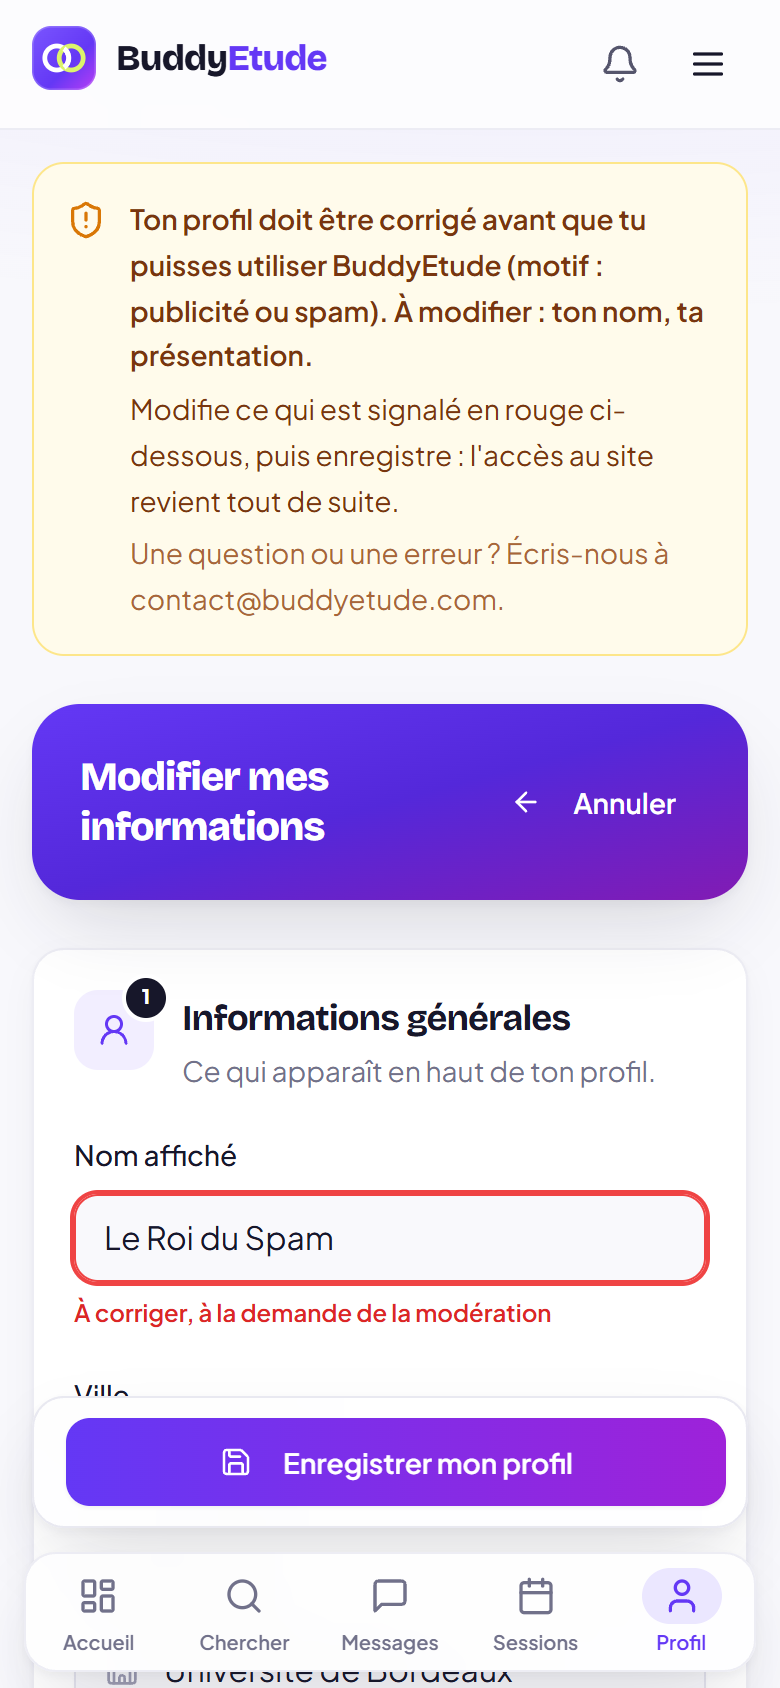 BuddyEtude
Ton profil doit être corrigé avant que tu
puisses utiliser BuddyEtude (motif :
publicité ou spam). À modifier : ton nom, ta
présentation.
Modifie ce qui est signalé en rouge ci-
dessous, puis enregistre : l'accès au site
revient tout de suite.
Une question ou une erreur ? Écris-nous à
contact@buddyetude.com.
Modifier mes
informations
Annuler
1
Informations générales
Ce qui apparaît en haut de ton profil.
Nom affiché
Le Roi du Spam
À corriger, à la demande de la modération
Ville
Enregistrer mon profil
Accueil
Chercher
Messages
Sessions
Profil
Université de Bordeaux